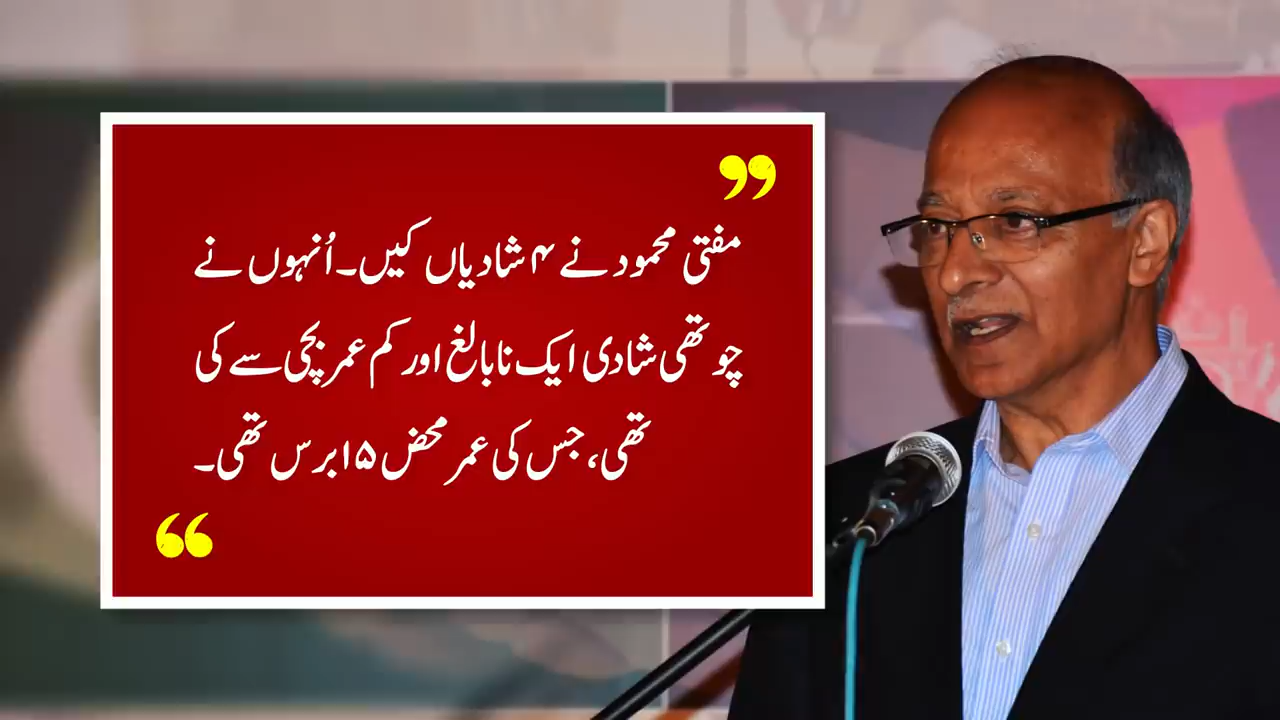 مفتی محمود نے ۴ شادیاں کیں۔ اُنہوں نے
چوتھی شادی ایک نابالغ اور کم عمر بچی سے کی
تھی، جس کی عمر محض ۱۵ برس تھی۔